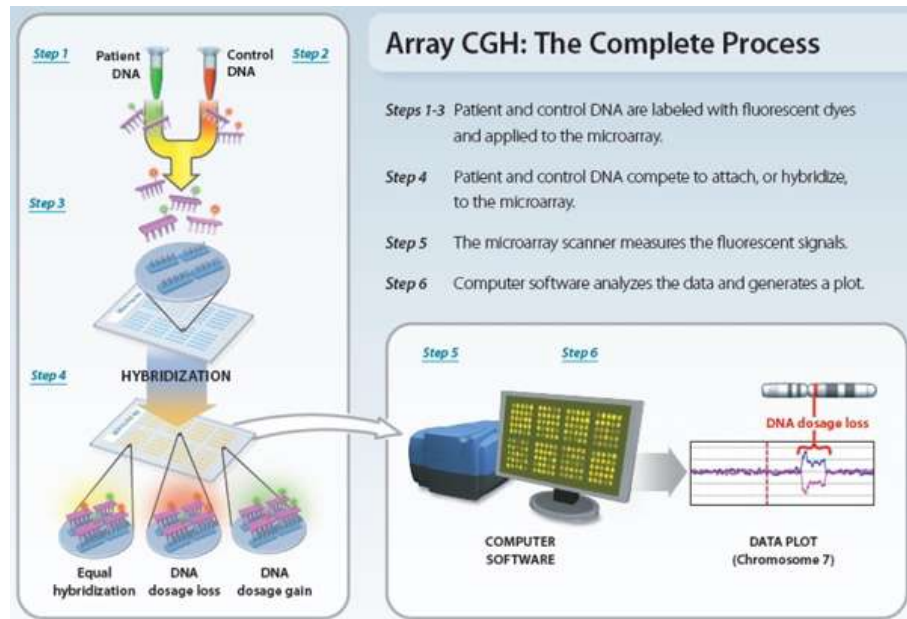 Array CGH: The Complete Process
Step 1
Patient
DNA
Control
DNA
Step 2
Step 3
Step 4
HYBRIDIZATION
Equal
hybridization
DNA
dosage loss
DNA
dosage gain
Steps 1-3 Patient and control DNA are labeled with fluorescent dyes
and applied to the microarray.
Step 4 Patient and control DNA compete to attach, or hybridize,
to the microarray.
Step 5 The microarray scanner measures the fluorescent signals.
Step 6 Computer software analyzes the data and generates a plot.
Step 5
Step 6
DNA dosage loss
COMPUTER
SOFTWARE
DATA PLOT
(Chromosome 7)